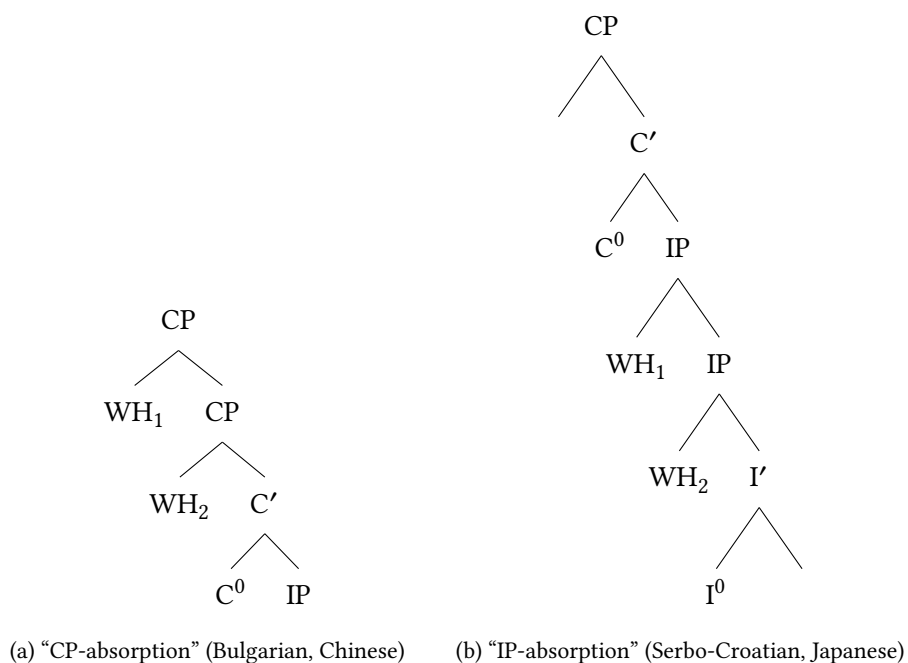 CP
C′
C⁰ IP
WH₁ IP
WH₂ I′
I⁰
CP
WH₁ CP
WH₂ C′
C⁰ IP
(a) “CP-absorption” (Bulgarian, Chinese)
(b) “IP-absorption” (Serbo-Croatian, Japanese)